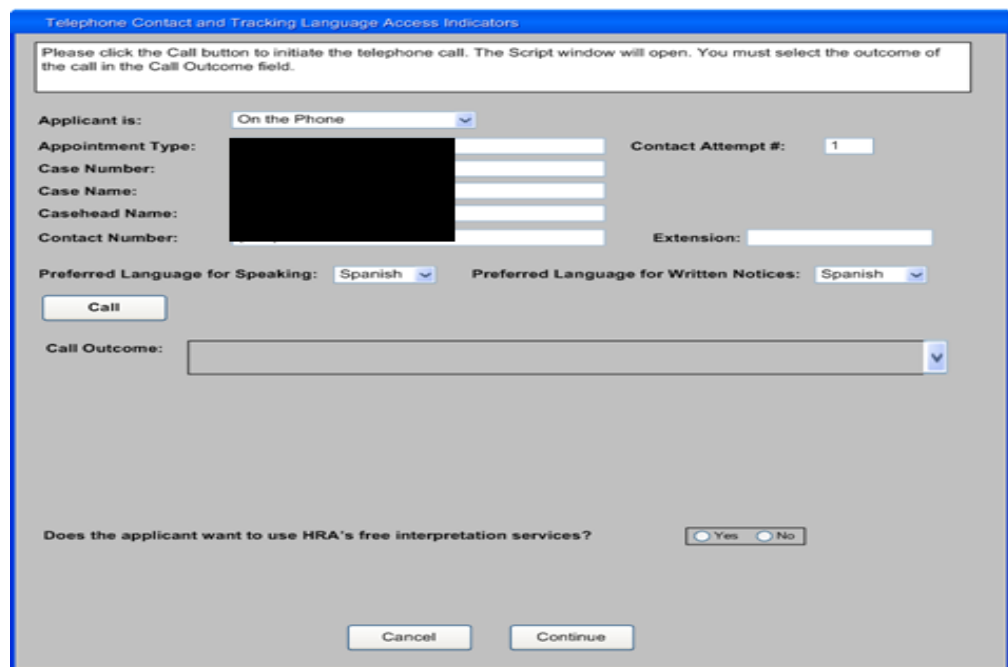 Telephone Contact and Tracking Language Access Indicators
Please click the Call button to initiate the telephone call. The Script window will open. You must select the outcome of
the call in the Call Outcome field.
Applicant is: On the Phone
Appointment Type: Contact Attempt #: 1
Case Number:
Case Name:
Casehead Name:
Contact Number: Extension:
Preferred Language for Speaking: Spanish Preferred Language for Written Notices: Spanish
Call
Call Outcome:
Does the applicant want to use HRA's free interpretation services? Yes No
Cancel Continue